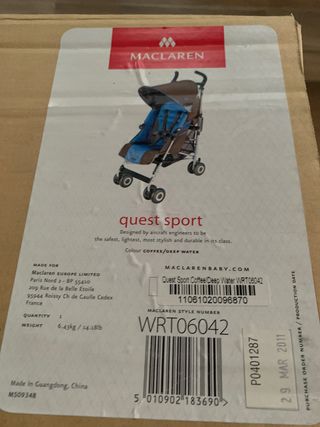 MACLAREN
quest sport
Designed by aircraft engineers to be
the safest, lightest, most stylish and durable in its class.
Colour COFFEE/DEEP WATER
MADE FOR
Maclaren EUROPE LIMITED
Paris Nord 2 - BP 55410
209 Rue de la Belle Etoile
95944 Roissy Ch de Gaulle Cedex
France
QUANTITY 1
WEIGHT 6.43kg / 14.18lb
Made in Guangdong, China
MS0934B
MACLARENBABY.COM
Quest Sport Coffee/Deep Water WRT06042
11061020096870
MACLAREN STYLE NUMBER
WRT06042
5 010902 183690 >
P0401287
29 MAR 2011
PURCHASE ORDER NUMBER / PRODUCTION